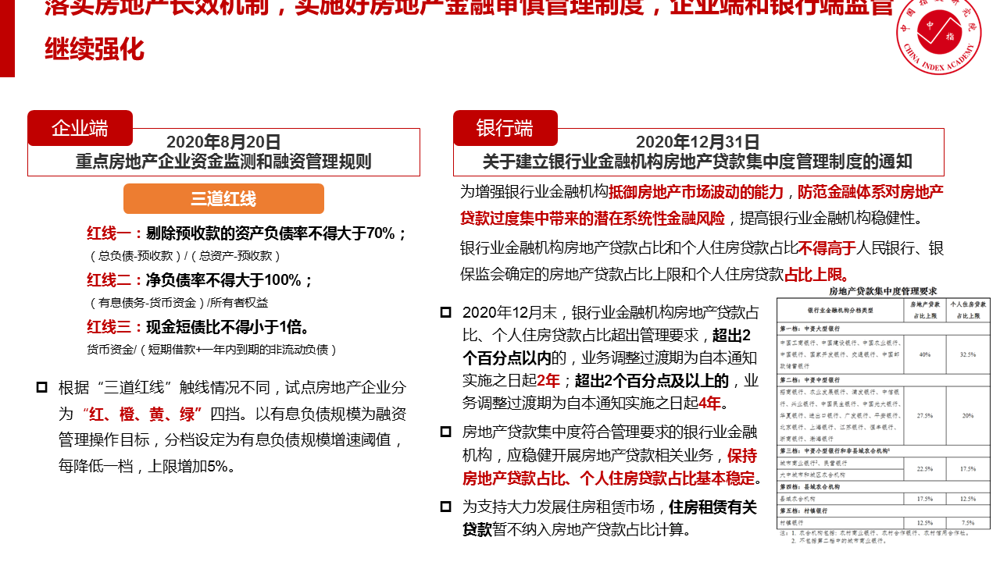 落实房地产长效机制，实施好房地产金融审慎管理制度，企业端和银行端监管
继续强化
中国指数研究院
中
指
CHINA INDEX ACADEMY
企业端
2020年8月20日
重点房地产企业资金监测和融资管理规则
三道红线
红线一：剔除预收款的资产负债率不得大于70%；
（总负债-预收款）/（总资产-预收款）
红线二：净负债率不得大于100%；
（有息债务-货币资金）/所有者权益
红线三：现金短债比不得小于1倍。
货币资金/（短期借款+一年内到期的非流动负债）
根据“三道红线”触线情况不同，试点房地产企业分
为“红、橙、黄、绿”四挡。以有息负债规模为融资
管理操作目标，分档设定为有息负债规模增速阈值，
每降低一档，上限增加5%。
银行端
2020年12月31日
关于建立银行业金融机构房地产贷款集中度管理制度的通知
为增强银行业金融机构抵御房地产市场波动的能力，防范金融体系对房地产
贷款过度集中带来的潜在系统性金融风险，提高银行业金融机构稳健性。
银行业金融机构房地产贷款占比和个人住房贷款占比不得高于人民银行、银
保监会确定的房地产贷款占比上限和个人住房贷款占比上限。
2020年12月末，银行业金融机构房地产贷款占
比、个人住房贷款占比超出管理要求，超出2
个百分点以内的，业务调整过渡期为自本通知
实施之日起2年；超出2个百分点及以上的，业
务调整过渡期为自本通知实施之日起4年。
房地产贷款集中度符合管理要求的银行业金融
机构，应稳健开展房地产贷款相关业务，保持
房地产贷款占比、个人住房贷款占比基本稳定。
为支持大力发展住房租赁市场，住房租赁有关
贷款暂不纳入房地产贷款占比计算。
房地产贷款集中度管理要求
银行业金融机构分档类型
房地产贷款
占比上限
个人住房贷款
占比上限
第一档：中资大型银行
中国工商银行、中国建设银行、中国农业银行、
中国银行、国家开发银行、交通银行、中国邮
政储蓄银行
40%
32.5%
第二档：中资中型银行
招商银行、农业发展银行、浦发银行、中信银
行、兴业银行、中国民生银行、中国光大银行、
华夏银行、进出口银行、广发银行、平安银行、
北京银行、上海银行、江苏银行、恒丰银行、
浙商银行、渤海银行
27.5%
20%
第三档：中资小型银行和非县域农合机构¹
城市商业银行²、民营银行
大中城市和城区农合机构
22.5%
17.5%
第四档：县域农合机构
县域农合机构
17.5%
12.5%
第五档：村镇银行
村镇银行
12.5%
7.5%
注：1. 农合机构包括：农村商业银行、农村合作银行、农村信用合作社。
2. 不包括第二档中的城市商业银行。